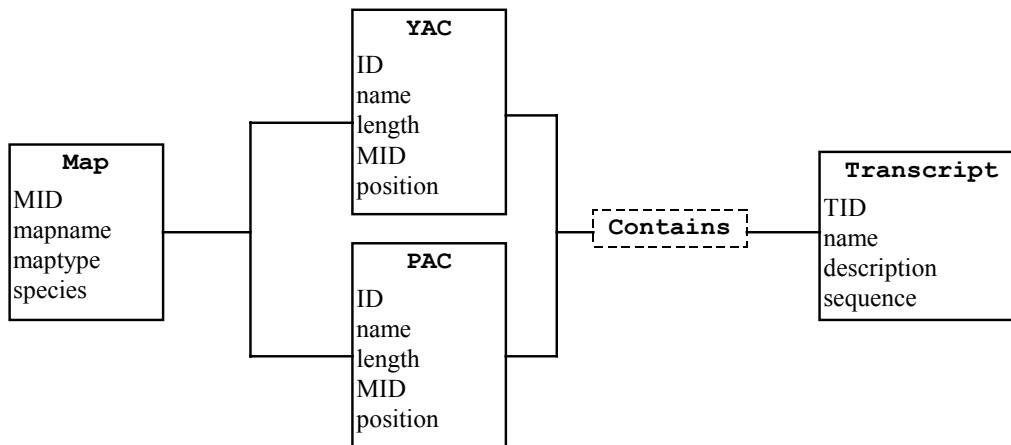 Map
MID
mapname
maptype
species
YAC
ID
name
length
MID
position
PAC
ID
name
length
MID
position
Contains
Transcript
TID
name
description
sequence